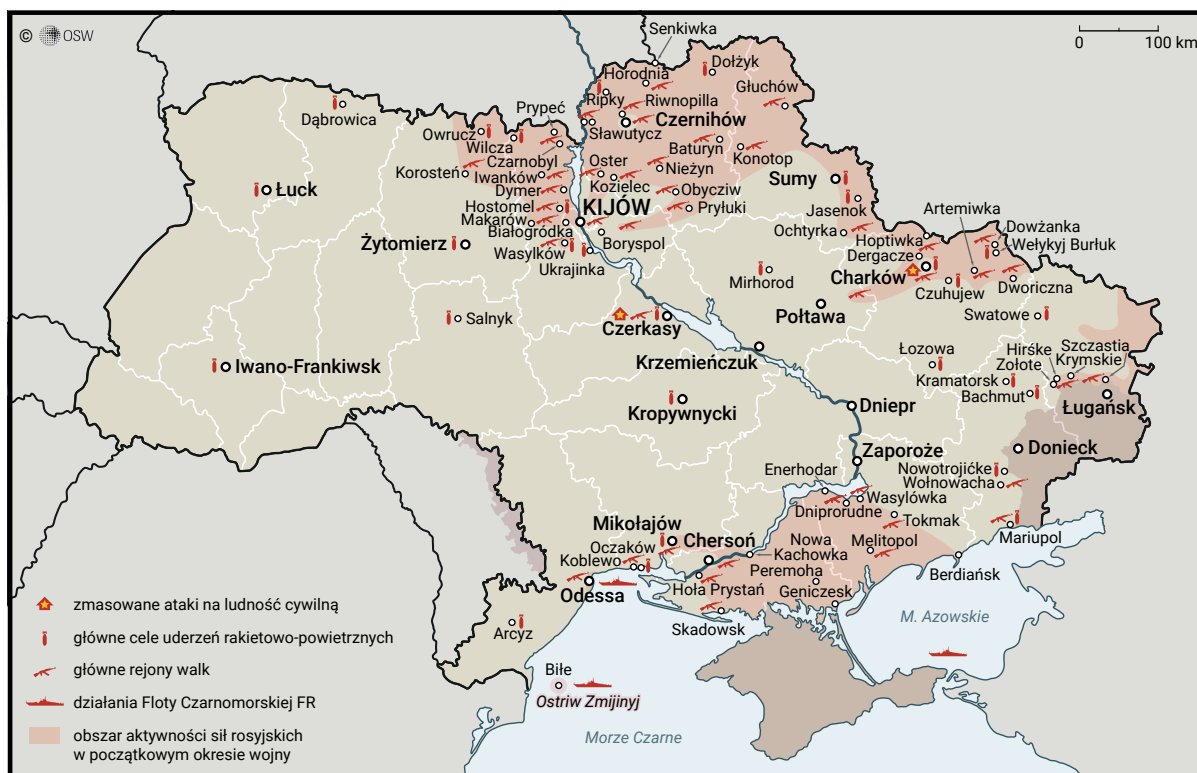 © OSW
0 100 km
Senkiwka
Dołżyk
Horodnia
Głuchów
Ripky
Riwnopilla
Czernihów
Sławutycz
Prypeć
Dąbrowica
Owrucz
Wilcza
Czarnobyl
Korosteń
Iwanków
Oster
Baturyn
Konotop
Nieżyn
Kozielec
Dymer
Obycziw
Sumy
Łuck
Hostomel
KIJÓW
Pryłuki
Jasenok
Artemiwka
Makarów
Białogródka
Dowżanka
Ochtyrka
Wełykyj Burłuk
Hoptiwka
Boryspol
Żytomierz
Wasylków
Dergacze
Ukrajinka
Charków
Mirhorod
Czuhujew
Dworiczna
Salnyk
Połtawa
Swatowe
Czerkasy
Krzemieńczuk
Łozowa
Hirśke
Szczastia
Zołote
Krymskie
Iwano-Frankiwsk
Kramatorsk
Bachmut
Ługańsk
Kropywnycki
Dniepr
Donieck
Zaporoże
Enerhodar
Nowotrojićke
Wołnowacha
Wasylówka
Dniprorudne
Tokmak
Mikołajów
Chersoń
Mariupol
Oczaków
Nowa
Kachowka
Melitopol
Koblewo
Peremoha
Berdiańsk
Odessa
Hoła Prystań
Geniczesk
Skadowsk
M. Azowskie
Arcyz
Biłe
Ostriw Zmijinyj
Morze Czarne
zmasowane ataki na ludność cywilną
główne cele uderzeń rakietowo-powietrznych
główne rejony walk
działania Floty Czarnomorskiej FR
obszar aktywności sił rosyjskich
w początkowym okresie wojny